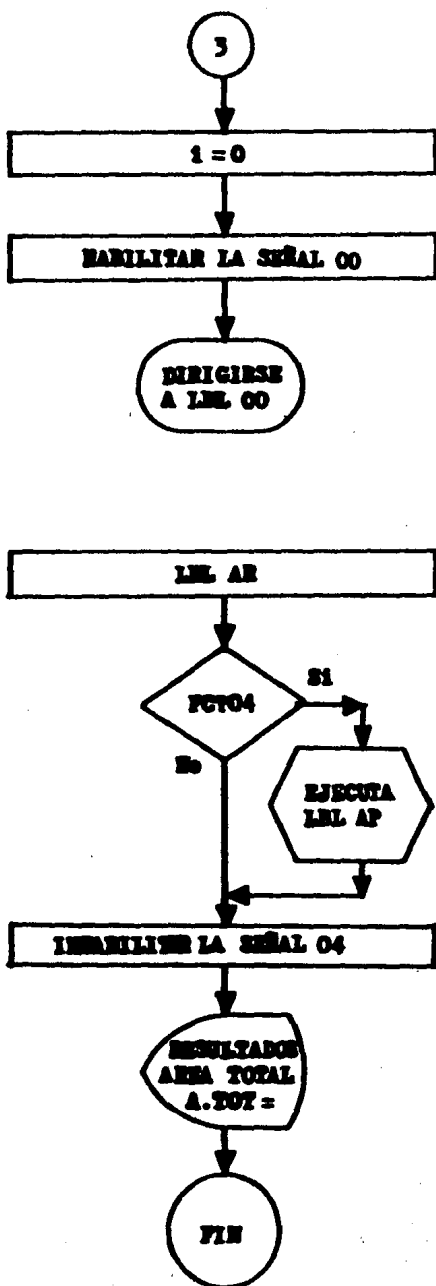 3
i = 0
HABILITAR LA SEÑAL 00
DIRIGIRSE
A LBL 00
LBL AR
Si
FC?04
No
EJECUTA
LBL AP
INHABILITER LA SEÑAL 04
RESULTADOS
AREA TOTAL
A.TOT =
FIN